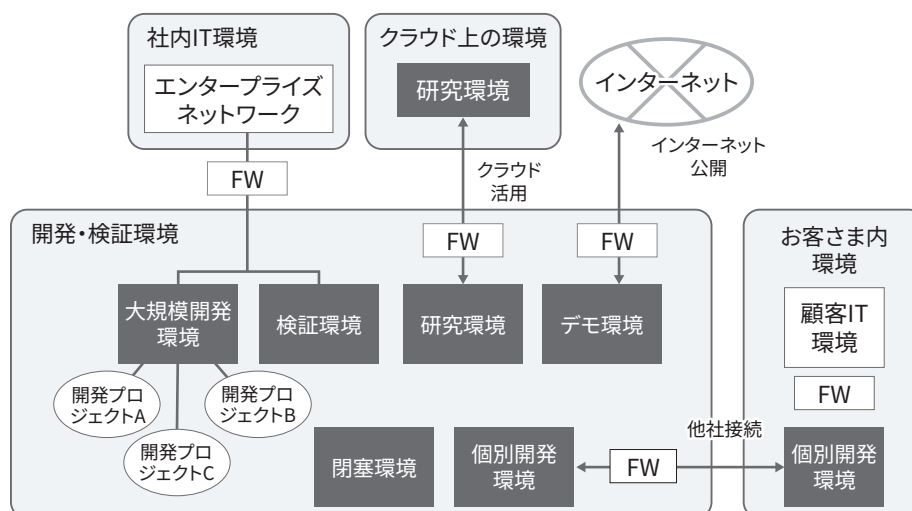 社内IT環境
エンタープライズ
ネットワーク
クラウド上の環境
研究環境
インターネット
FW
クラウド
活用
インターネット
公開
開発・検証環境
FW
FW
お客さま内
環境
大規模開発
環境
検証環境
研究環境
デモ環境
顧客IT
環境
開発プロ
ジェクトA
開発プロ
ジェクトB
開発プロ
ジェクトC
FW
他社接続
閉塞環境
個別開発
環境
FW
個別開発
環境